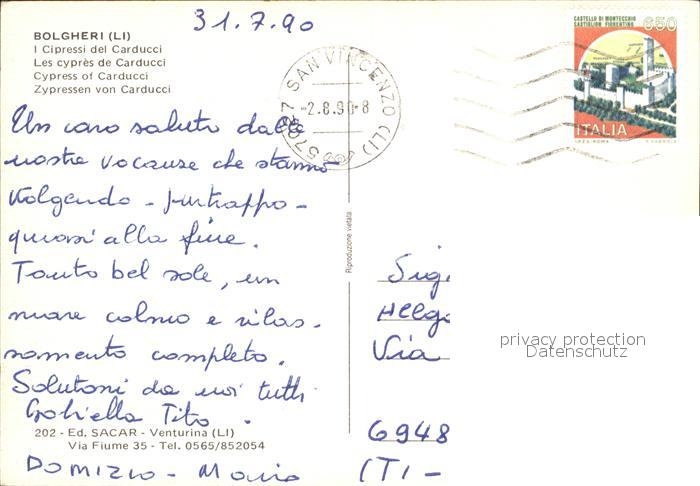 31.7.90
BOLGHERI (LI)
I Cipressi del Carducci
Les cyprès de Carducci
Cypress of Carducci
Zypressen von Carducci
57027 SAN VINCENZO (LI)
-2.8.90-8
CASTELLO DI MONTECCHIO
CASTIGLION FIORENTINO
650
ITALIA
I.P.Z.S.-ROMA
Un caro saluto dalle
nostre vacanze che stanno
volgendo - purtroppo -
quasi alla fine.
Tanto bel sole, un
mare calmo e rilas-
samento completo.
Salutoni da noi tutti
Gabriella Tito
Domizio - Maria
202 - Ed. SACAR - Venturina (LI)
Via Fiume 35 - Tel. 0565/852054
Riproduzione vietata
Sig.
Helga
Via
6948
(TI -
privacy protection
Datenschutz